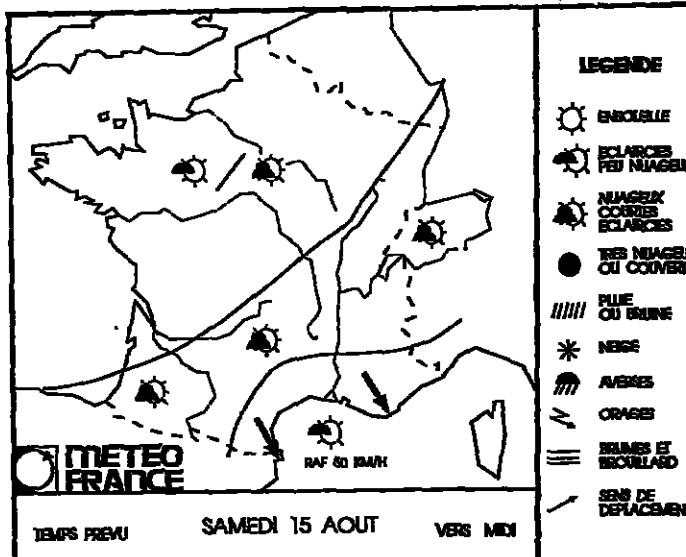 LEGENDE
ENSOLEILLE
ECLAIRCIES
PEU NUAGEUX
NUAGEUX
COURTES
ECLAIRCIES
TRES NUAGEUX
OU COUVERT
PLUIE
OU BRUINE
NEIGE
AVERSES
ORAGES
BRUMES ET
BROUILLARD
SENS DE
DEPLACEMENT
RAF 60 KM/H
METEO
FRANCE
TEMPS PREVU SAMEDI 15 AOUT VERS MIDI